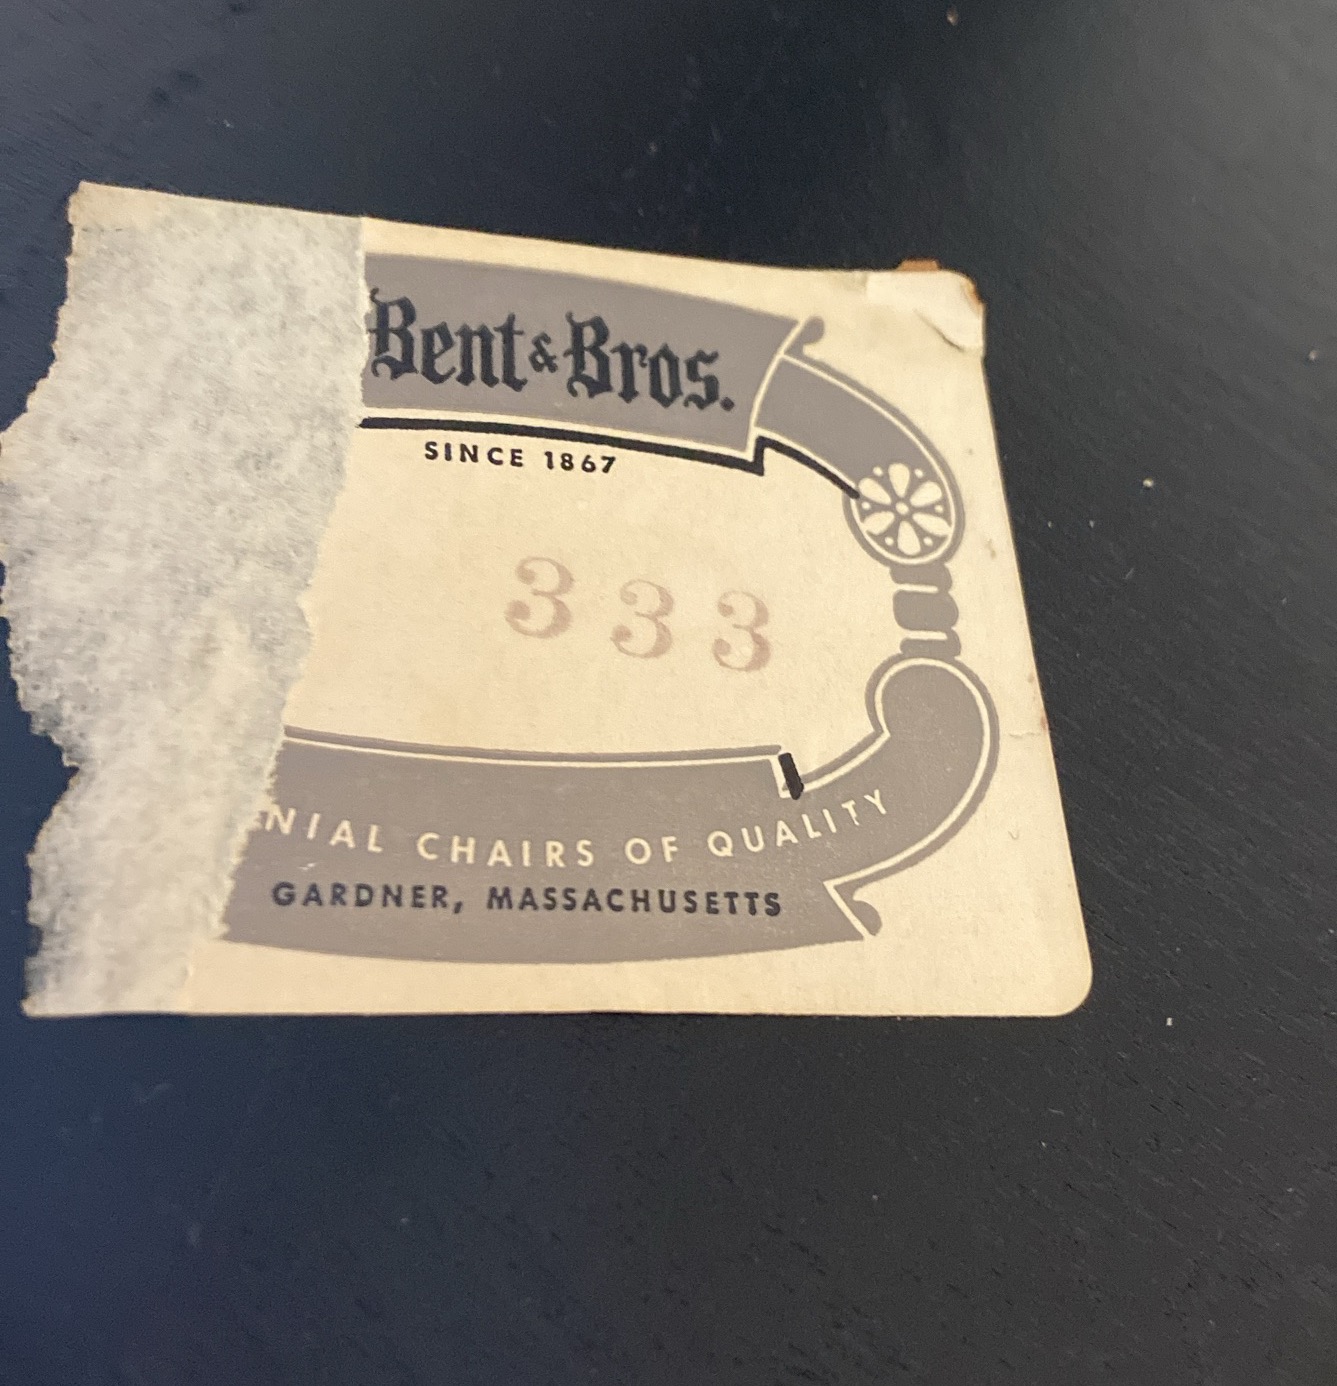 Bent & Bros.
SINCE 1867
333
NIAL CHAIRS OF QUALITY
GARDNER, MASSACHUSETTS